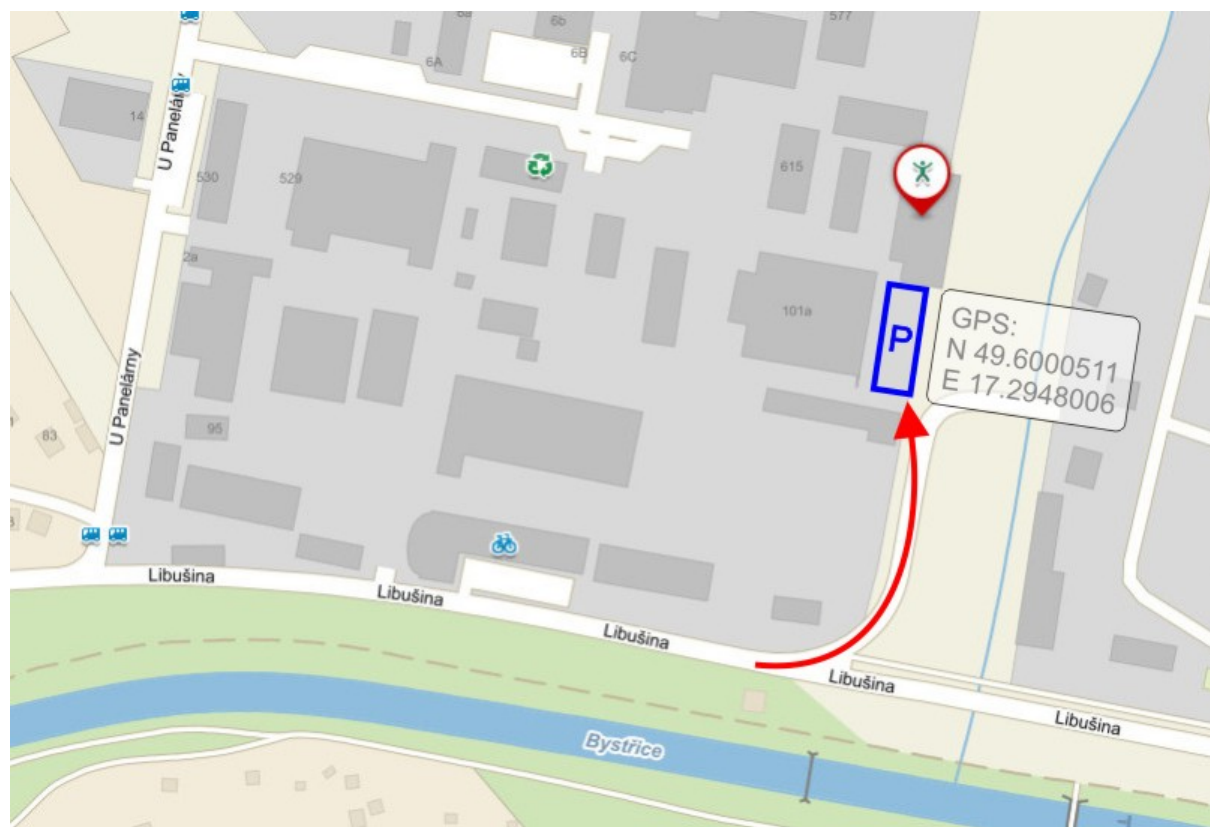 6a
6b
577
6B
6C
6A
14
U Panelárny
615
530
529
2a
101a
GPS:
N 49.6000511
E 17.2948006
P
U Panelárny
95
83
Libušina
Libušina
Libušina
Libušina
Libušina
Bystřice